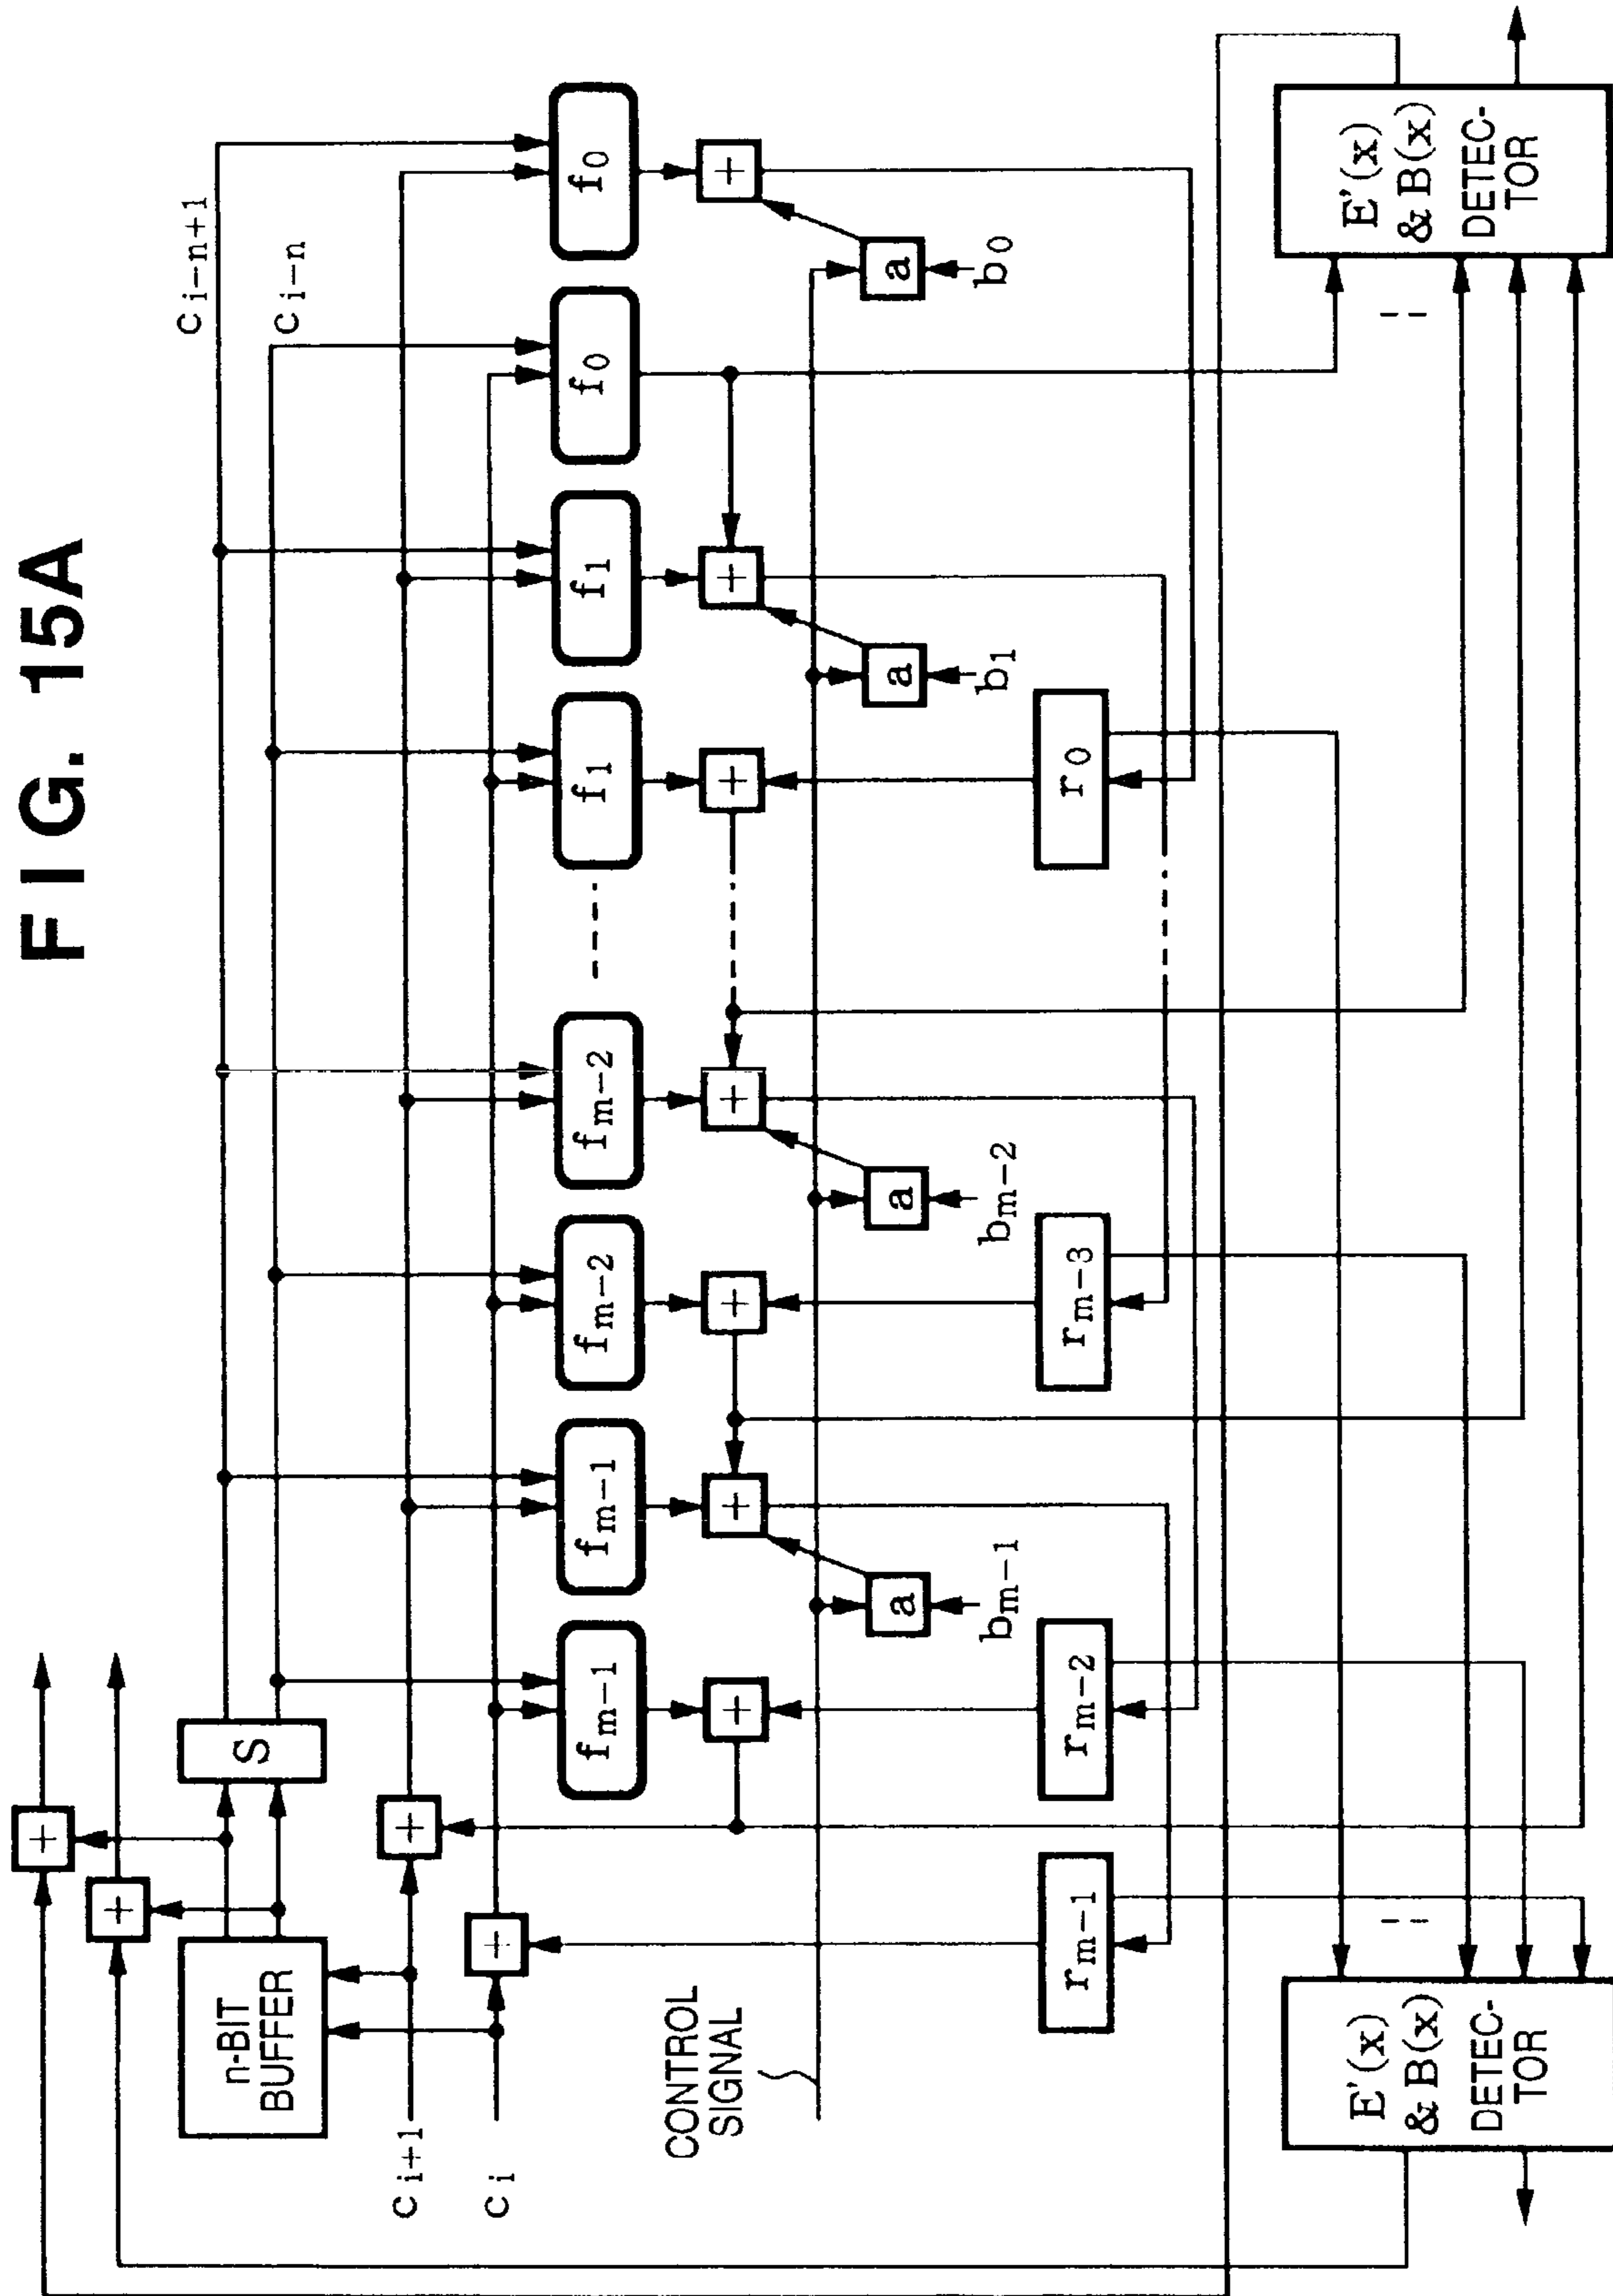 FIG. 15A
n-BIT
BUFFER
S
+
+
c i-n+1
c i-n
c i+1
c i
+
+
fm-1
fm-1
fm-2
fm-2
f1
f1
f0
f0
+
+
+
+
+
+
+
+
CONTROL
SIGNAL
a
a
a
a
bm-1
bm-2
b1
b0
rm-1
rm-2
rm-3
r0
E'(x)
& B(x)
DETEC-
TOR
E'(x)
& B(x)
DETEC-
TOR